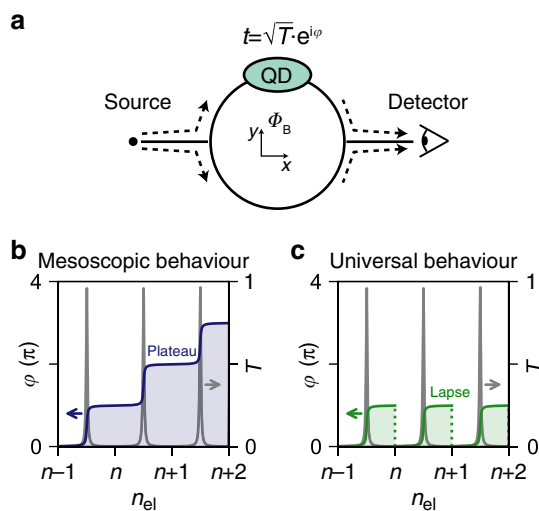 a
t=√T·e^iφ
QD
Source
Detector
Φ_B
y
x
b
Mesoscopic behaviour
4
1
φ (π)
Plateau
T
0
0
n–1
n
n+1
n+2
n_el
c
Universal behaviour
4
1
φ (π)
Lapse
T
0
0
n–1
n
n+1
n+2
n_el